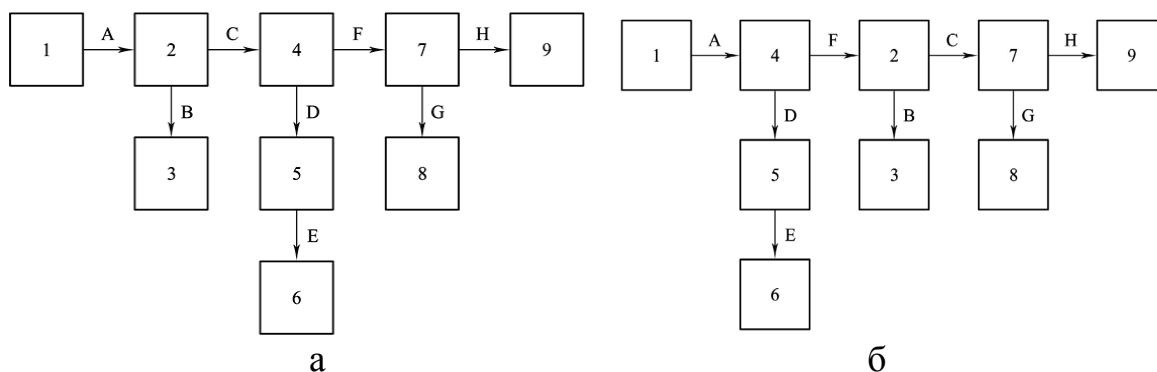 1 A 2 C 4 F 7 H 9
B D G
3 5 8
E
6
а
1 A 4 F 2 C 7 H 9
D B G
5 3 8
E
6
б